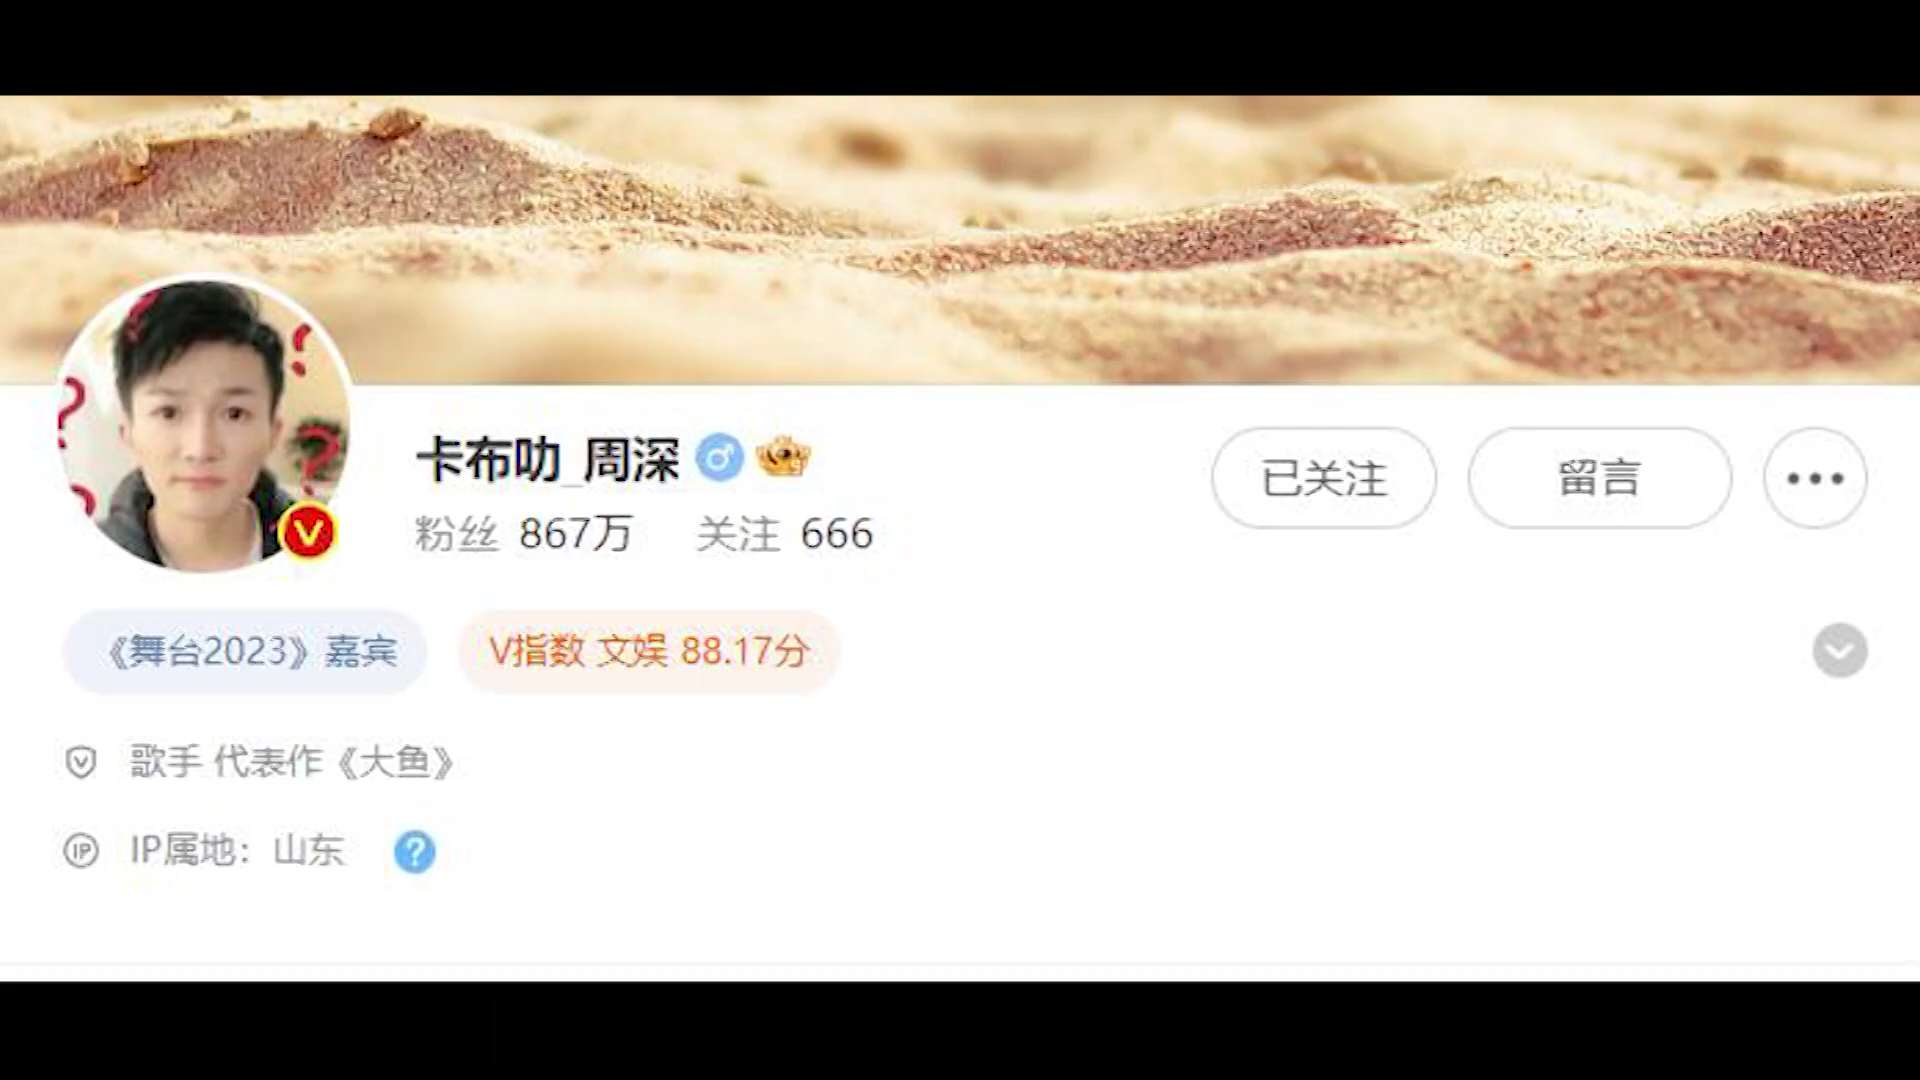 卡布叻_周深
粉丝 867万 关注 666
已关注
留言
《舞台2023》嘉宾
V指数 文娱 88.17分
歌手 代表作《大鱼》
IP属地：山东